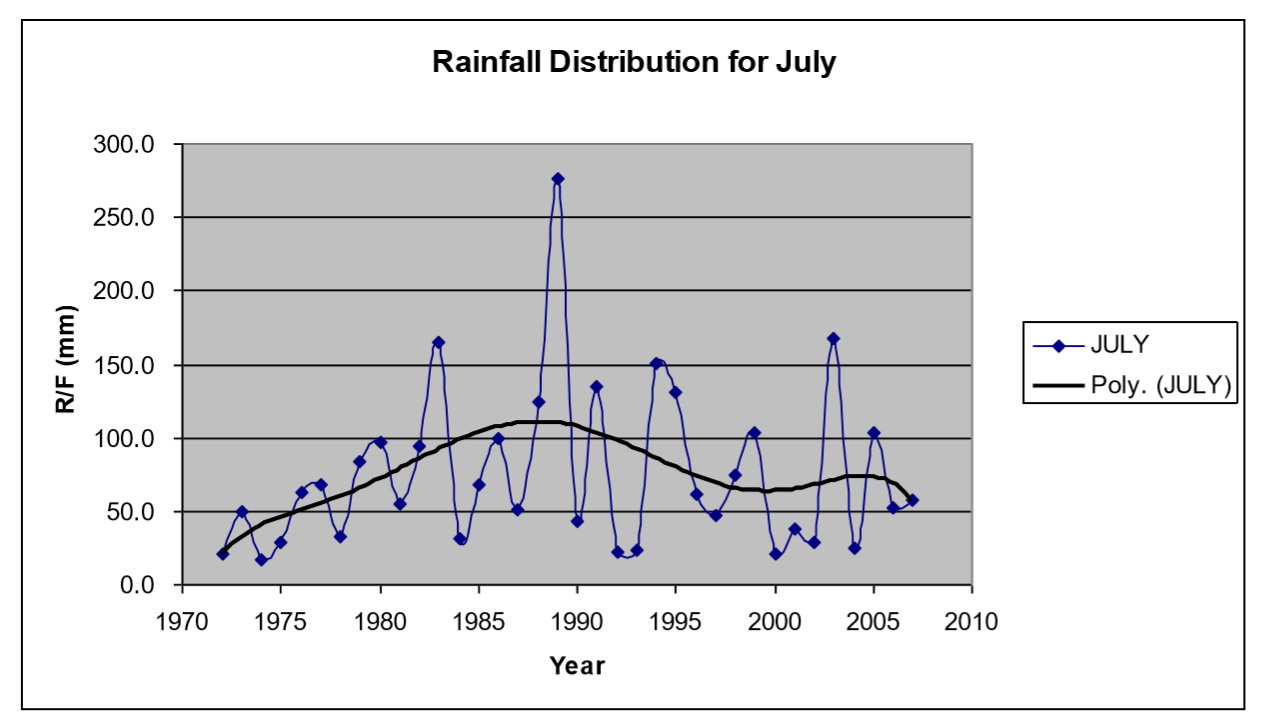 Rainfall Distribution for July
300.0
250.0
200.0
150.0
100.0
50.0
0.0
R/F (mm)
1970 1975 1980 1985 1990 1995 2000 2005 2010
Year
JULY
Poly. (JULY)